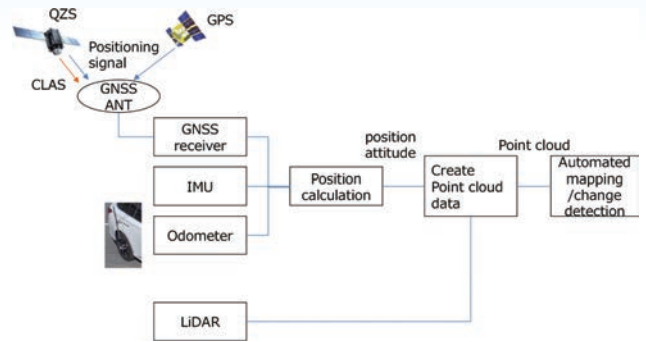 QZS
GPS
Positioning
signal
CLAS
GNSS
ANT
GNSS
receiver
IMU
Odometer
LiDAR
Position
calculation
position
attitude
Create
Point cloud
data
Point cloud
Automated
mapping
/change
detection